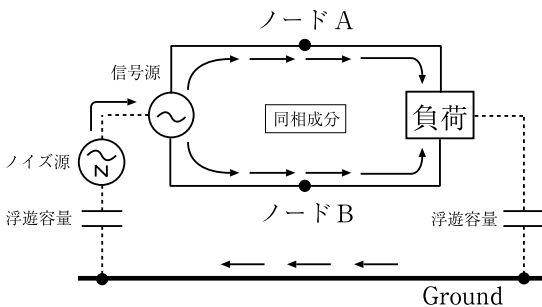 ノードA
信号源
同相成分
負荷
ノイズ源
N
浮遊容量
ノードB
浮遊容量
Ground